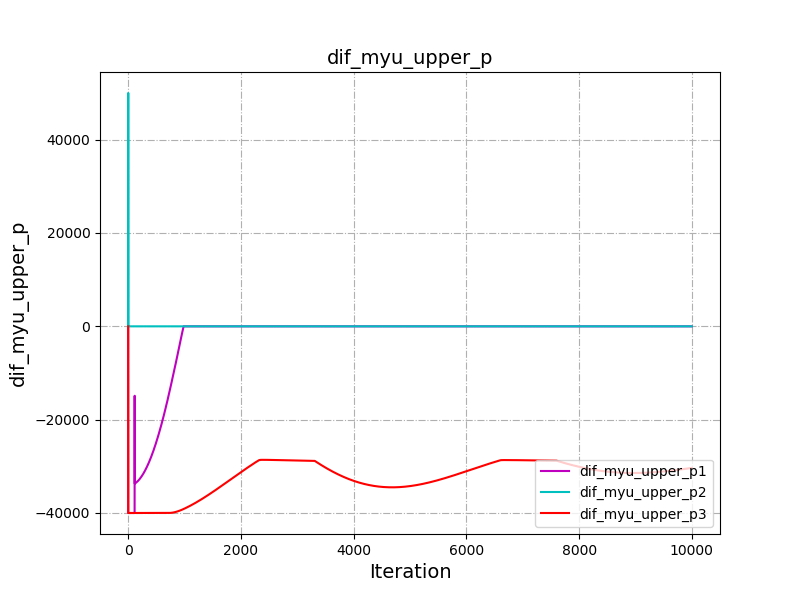 dif_myu_upper_p
dif_myu_upper_p
40000
20000
0
−20000
−40000
0
2000
4000
6000
8000
10000
Iteration
dif_myu_upper_p1
dif_myu_upper_p2
dif_myu_upper_p3